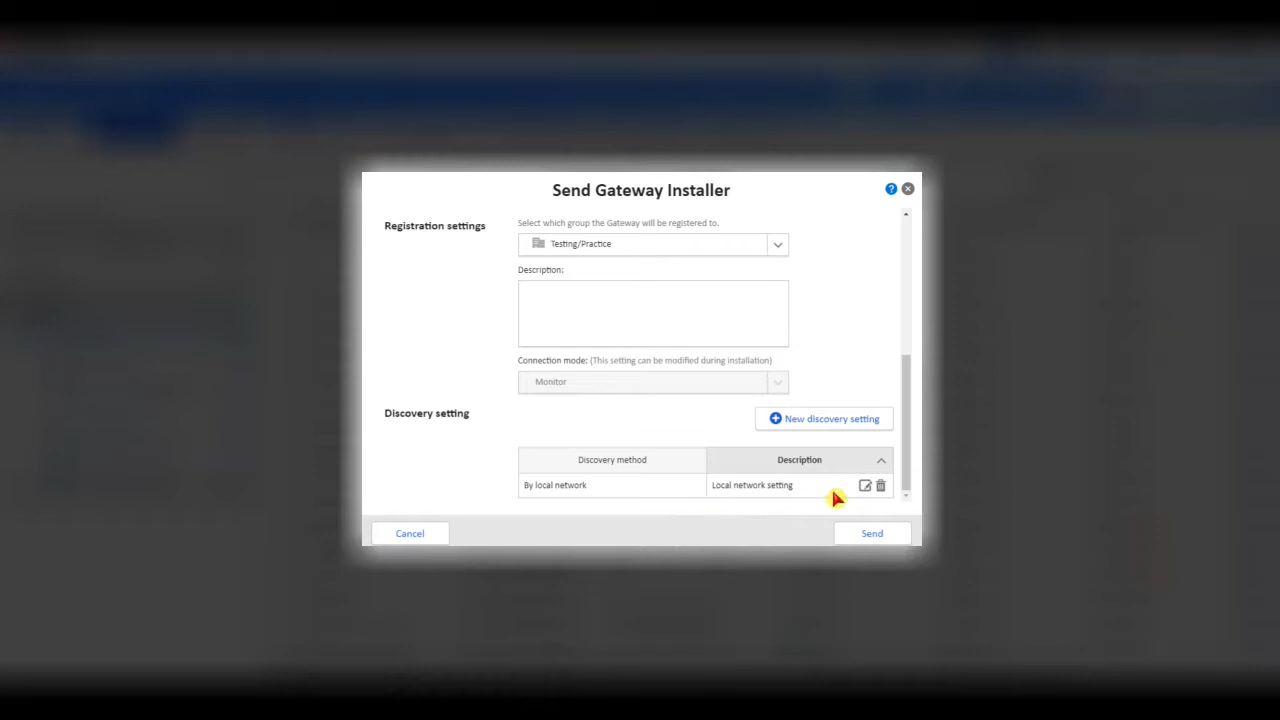 Send Gateway Installer
?
Registration settings
Select which group the Gateway will be registered to.
Testing/Practice
Description:
Connection mode: (This setting can be modified during installation)
Monitor
Discovery setting
New discovery setting
Discovery method
Description
By local network
Local network setting
Cancel
Send